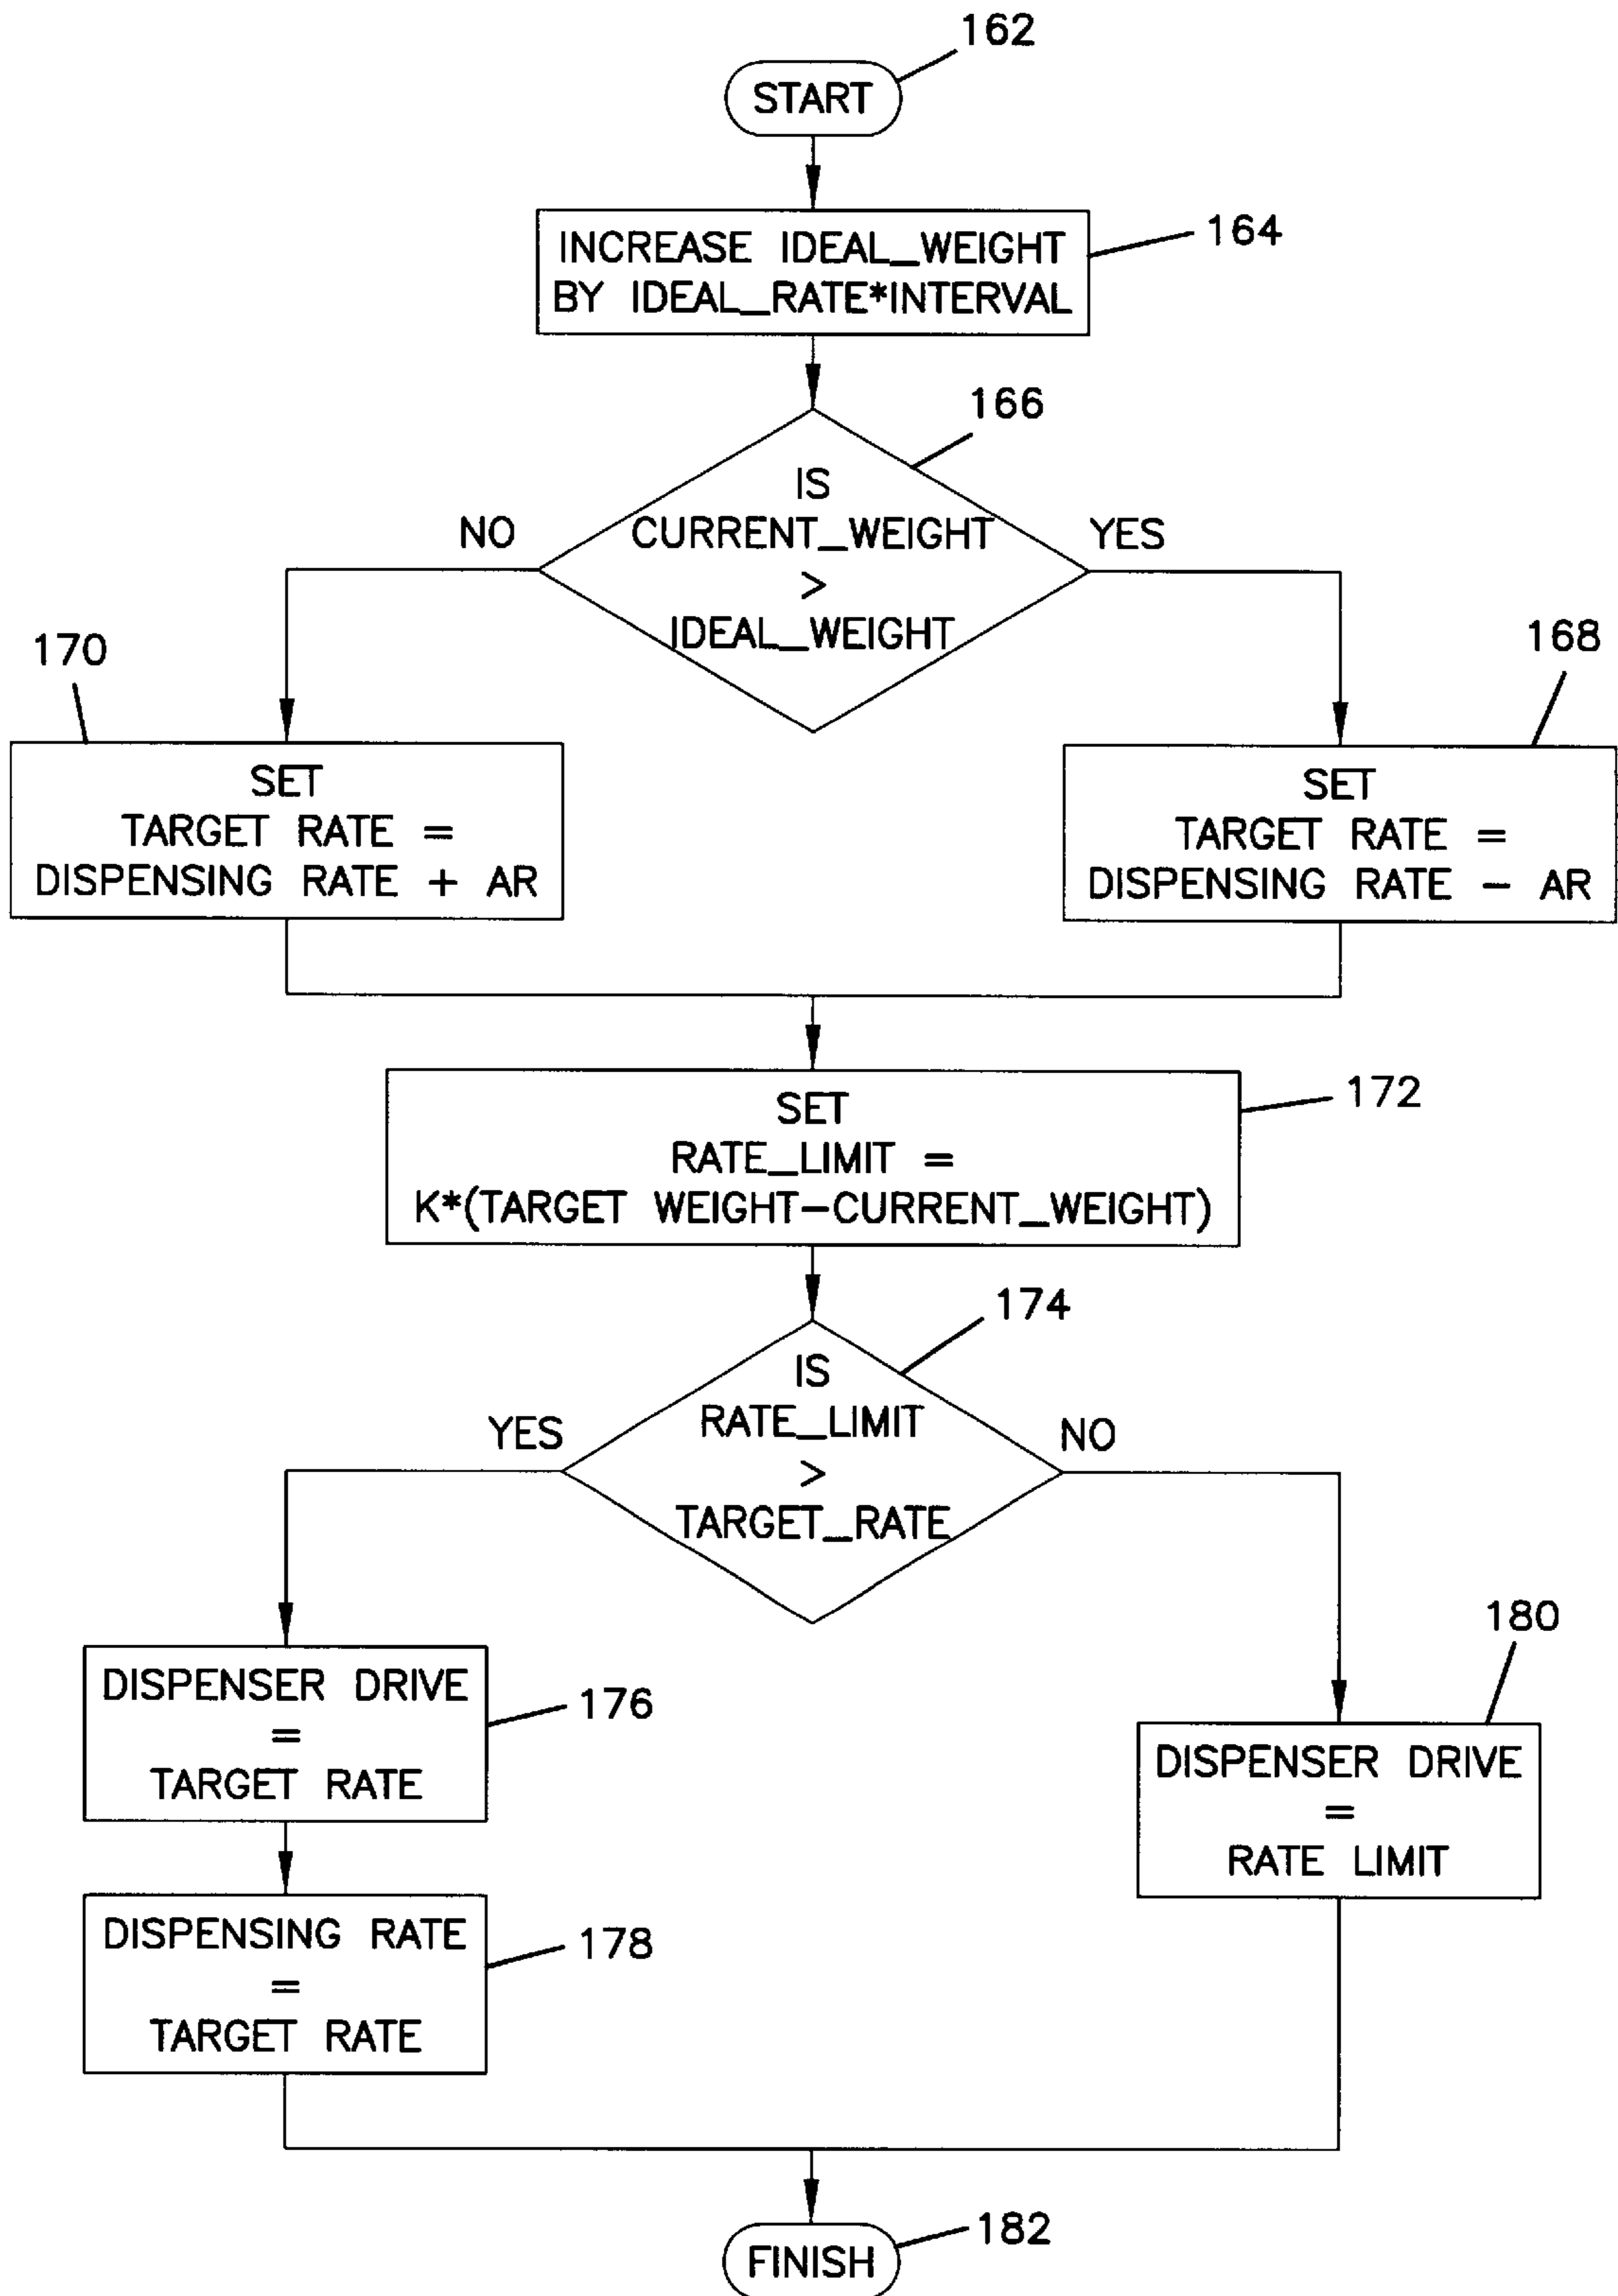 162
START
INCREASE IDEAL_WEIGHT
BY IDEAL_RATE*INTERVAL
164
166
IS
CURRENT_WEIGHT
>
IDEAL_WEIGHT
NO
YES
170
SET
TARGET RATE =
DISPENSING RATE + AR
168
SET
TARGET RATE =
DISPENSING RATE - AR
SET
RATE_LIMIT =
K*(TARGET WEIGHT-CURRENT_WEIGHT)
172
174
IS
RATE_LIMIT
>
TARGET_RATE
YES
NO
DISPENSER DRIVE
=
TARGET RATE
176
DISPENSING RATE
=
TARGET RATE
178
180
DISPENSER DRIVE
=
RATE LIMIT
182
FINISH